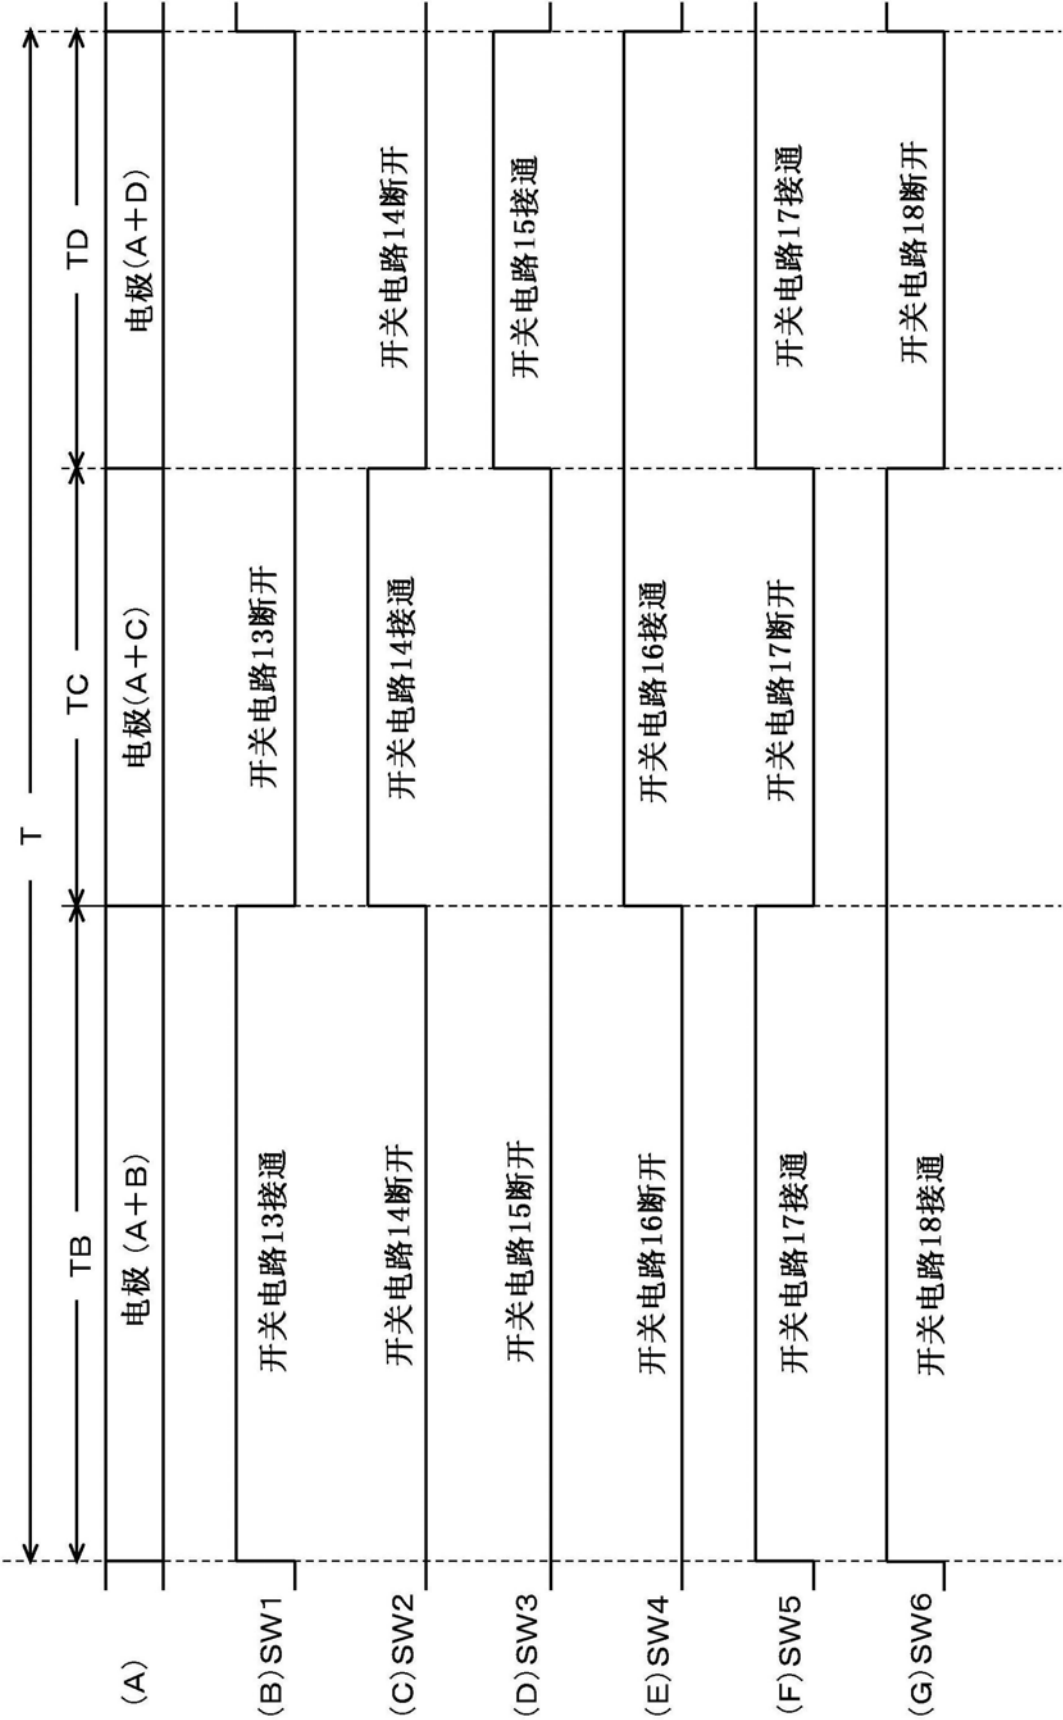 T
TB
TC
TD
(A)
电极 (A+B)
电极(A+C)
电极(A+D)
(B)SW1
开关电路13接通
开关电路13断开
(C)SW2
开关电路14断开
开关电路14接通
开关电路14断开
(D)SW3
开关电路15断开
开关电路15接通
(E)SW4
开关电路16断开
开关电路16接通
(F)SW5
开关电路17接通
开关电路17断开
开关电路17接通
(G)SW6
开关电路18接通
开关电路18断开